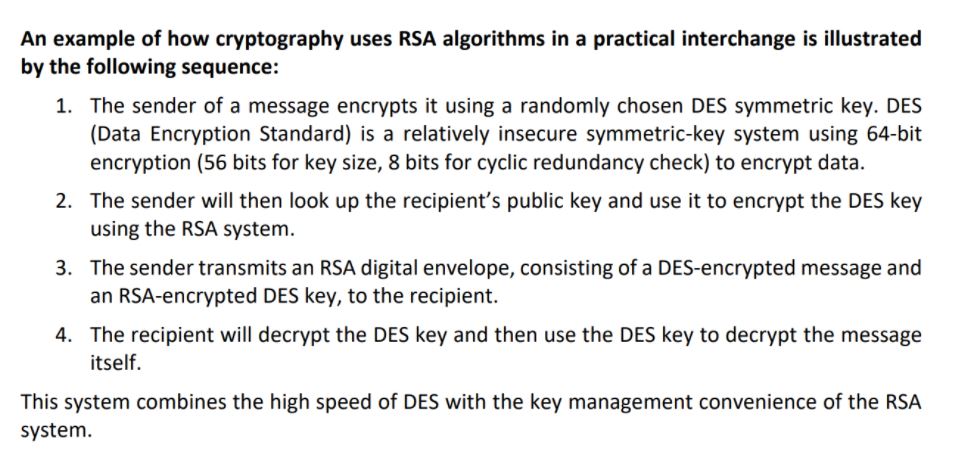 An example of how cryptography uses RSA algorithms in a practical interchange is illustrated
by the following sequence:
1. The sender of a message encrypts it using a randomly chosen DES symmetric key. DES
(Data Encryption Standard) is a relatively insecure symmetric-key system using 64-bit
encryption (56 bits for key size, 8 bits for cyclic redundancy check) to encrypt data.
2. The sender will then look up the recipient’s public key and use it to encrypt the DES key
using the RSA system.
3. The sender transmits an RSA digital envelope, consisting of a DES-encrypted message and
an RSA-encrypted DES key, to the recipient.
4. The recipient will decrypt the DES key and then use the DES key to decrypt the message
itself.
This system combines the high speed of DES with the key management convenience of the RSA
system.